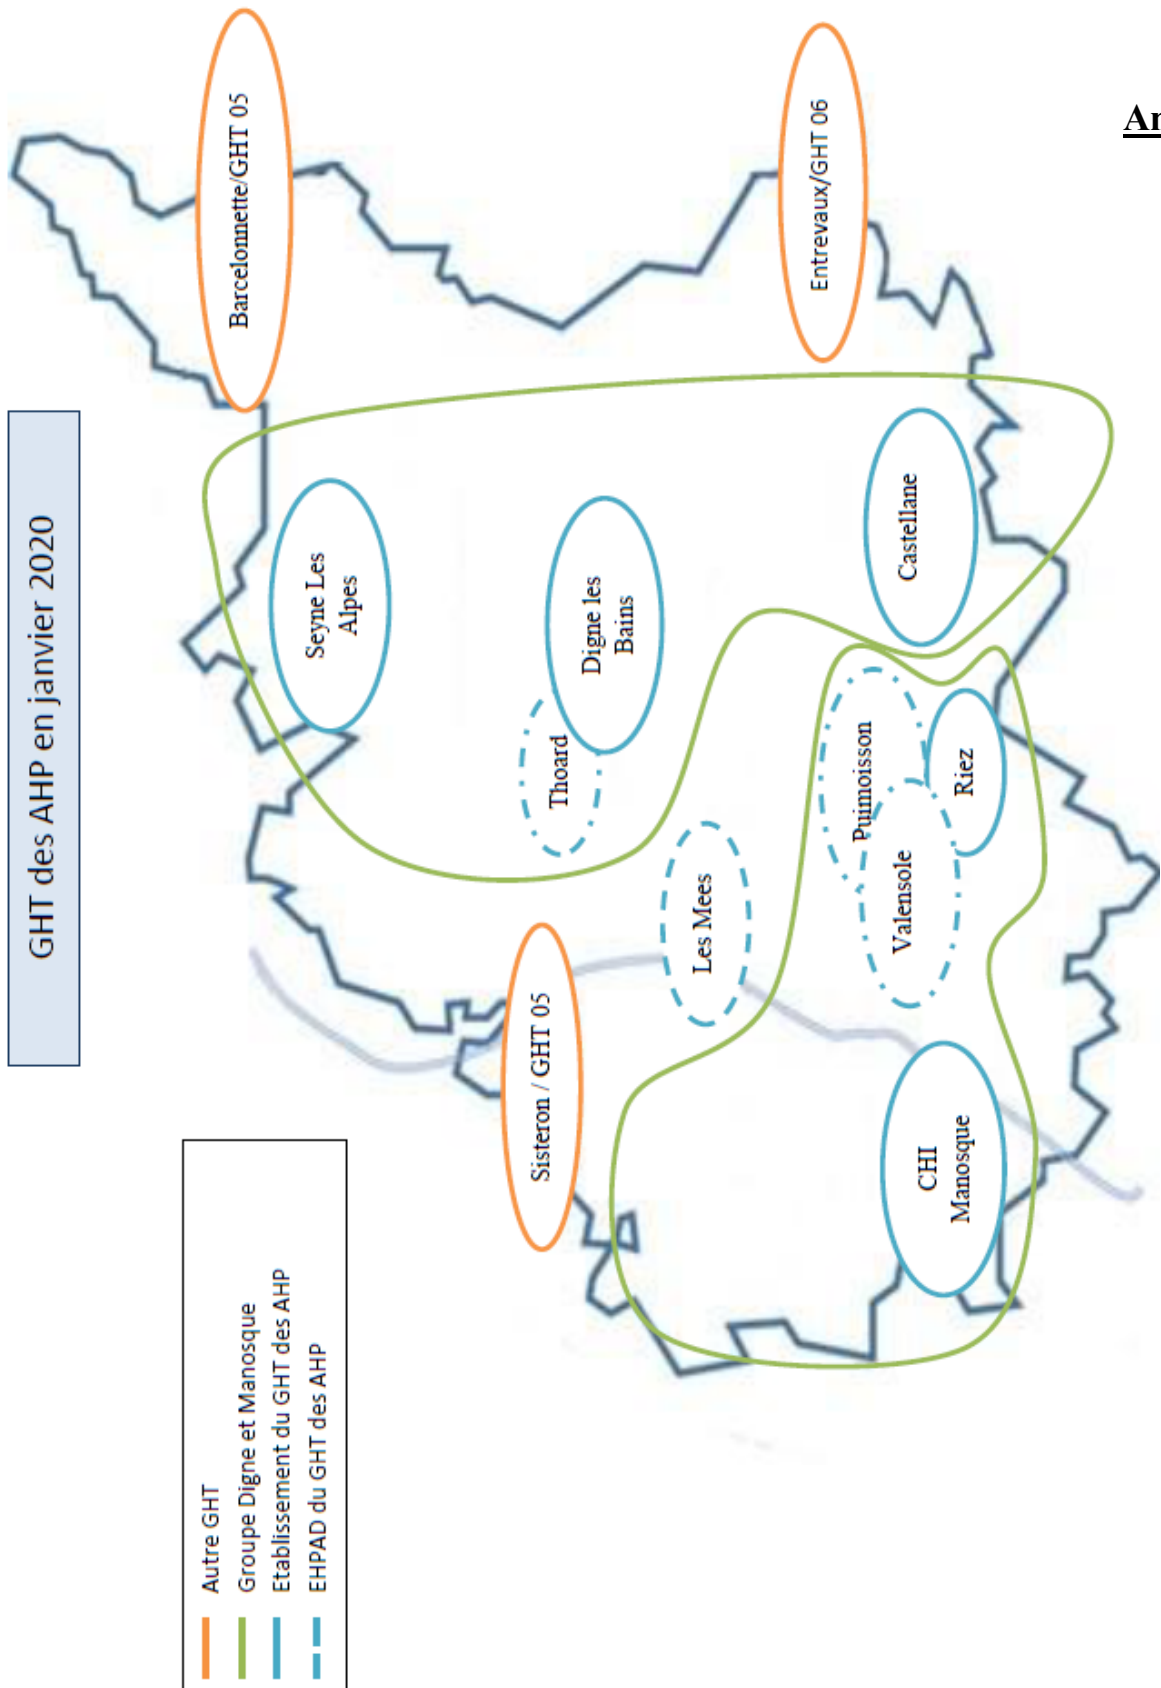 GHT des AHP en janvier 2020
Autre GHT
Groupe Digne et Manosque
Etablissement du GHT des AHP
EHPAD du GHT des AHP
Barcelonnette/GHT 05
Seyne Les
Alpes
Sisteron / GHT 05
Thoard
Digne les
Bains
Les Mees
Entrevaux/GHT 06
Puimoisson
Valensole
Castellane
Riez
CHI
Manosque